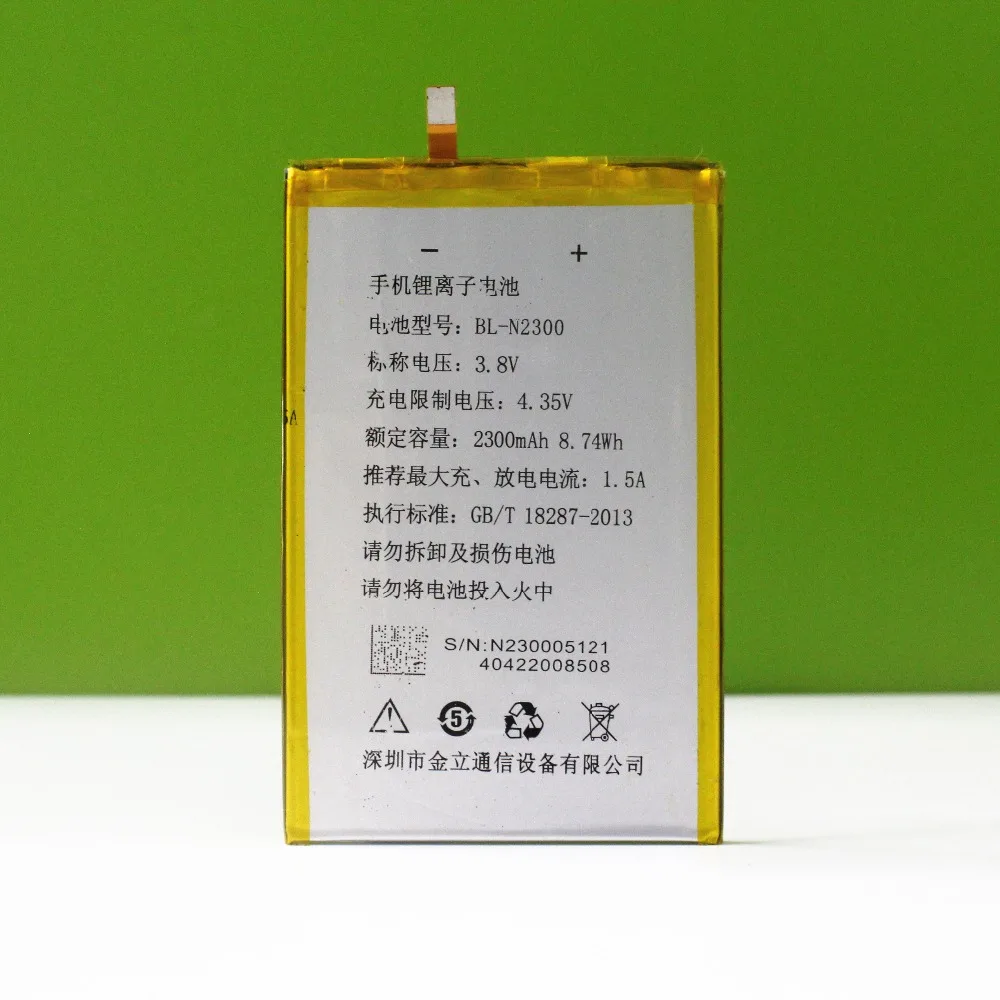 − +
手机锂离子电池
电池型号：BL-N2300
标称电压：3.8V
充电限制电压：4.35V
额定容量：2300mAh 8.74Wh
推荐最大充、放电电流：1.5A
执行标准：GB/T 18287-2013
请勿拆卸及损伤电池
请勿将电池投入火中
S/N:N230005121
40422008508
5
深圳市金立通信设备有限公司
5A